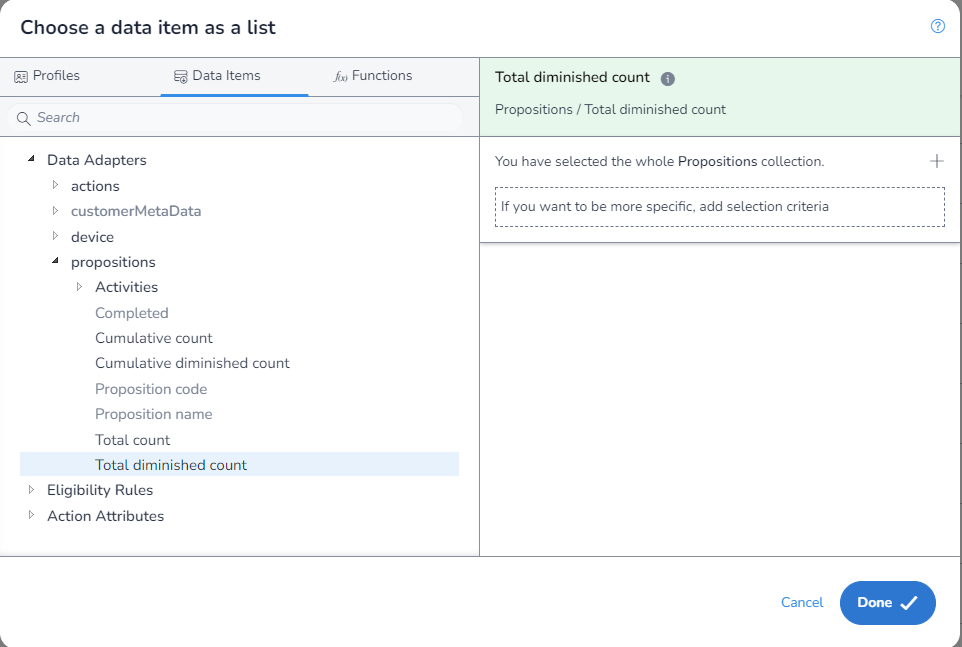 Choose a data item as a list
Profiles
Data Items
f(x) Functions
Search
Data Adapters
actions
customerMetaData
device
propositions
Activities
Completed
Cumulative count
Cumulative diminished count
Proposition code
Proposition name
Total count
Total diminished count
Eligibility Rules
Action Attributes
Total diminished count
Propositions / Total diminished count
You have selected the whole Propositions collection.
If you want to be more specific, add selection criteria
Cancel
Done